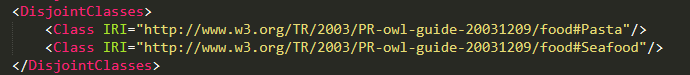 <DisjointClasses>
    <Class IRI="http://www.w3.org/TR/2003/PR-owl-guide-20031209/food#Pasta"/>
    <Class IRI="http://www.w3.org/TR/2003/PR-owl-guide-20031209/food#Seafood"/>
</DisjointClasses>